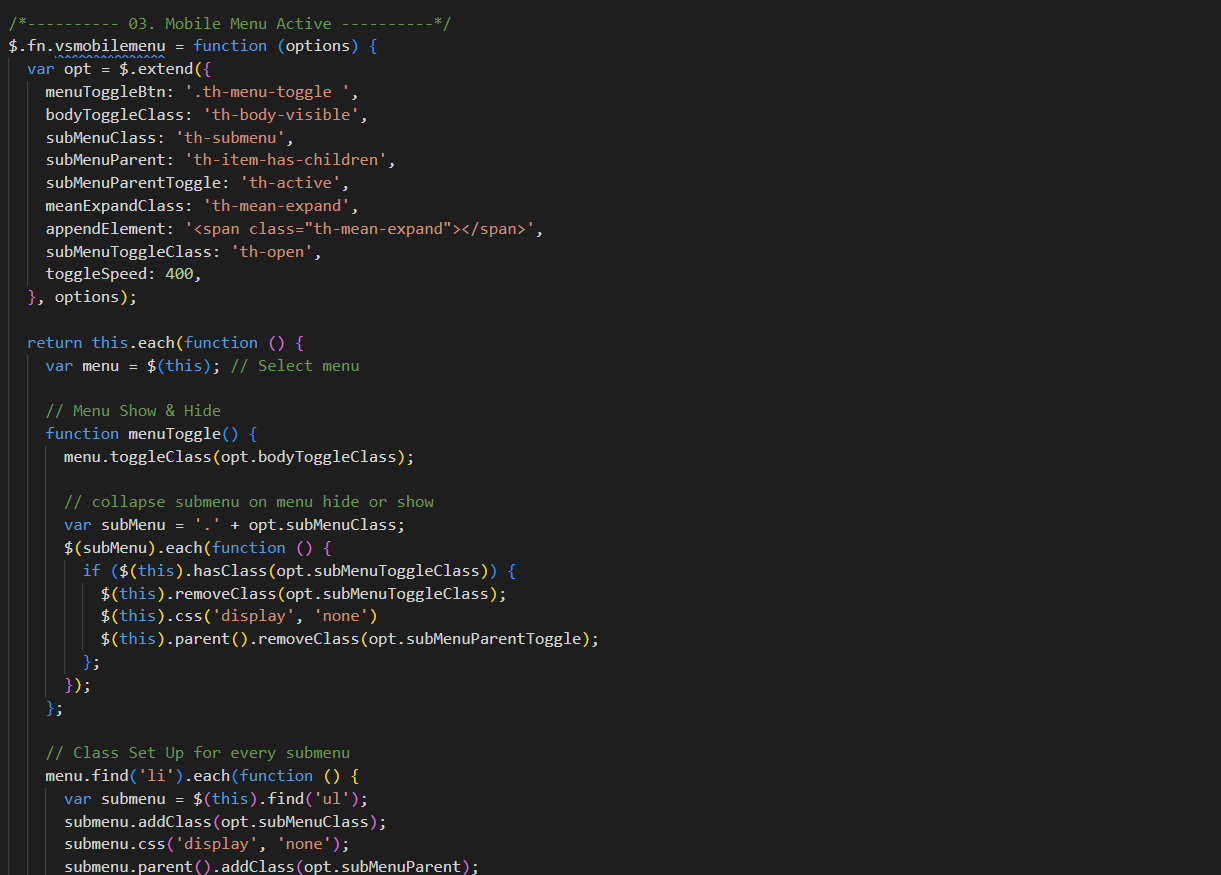 /*---------- 03. Mobile Menu Active ----------*/
$.fn.vsmobilemenu = function (options) {
  var opt = $.extend({
    menuToggleBtn: '.th-menu-toggle ',
    bodyToggleClass: 'th-body-visible',
    subMenuClass: 'th-submenu',
    subMenuParent: 'th-item-has-children',
    subMenuParentToggle: 'th-active',
    meanExpandClass: 'th-mean-expand',
    appendElement: '<span class="th-mean-expand"></span>',
    subMenuToggleClass: 'th-open',
    toggleSpeed: 400,
  }, options);

  return this.each(function () {
    var menu = $(this); // Select menu

    // Menu Show & Hide
    function menuToggle() {
      menu.toggleClass(opt.bodyToggleClass);

      // collapse submenu on menu hide or show
      var subMenu = '.' + opt.subMenuClass;
      $(subMenu).each(function () {
        if ($(this).hasClass(opt.subMenuToggleClass)) {
          $(this).removeClass(opt.subMenuToggleClass);
          $(this).css('display', 'none')
          $(this).parent().removeClass(opt.subMenuParentToggle);
        };
      });
    };

    // Class Set Up for every submenu
    menu.find('li').each(function () {
      var submenu = $(this).find('ul');
      submenu.addClass(opt.subMenuClass);
      submenu.css('display', 'none');
      submenu.parent().addClass(opt.subMenuParent);